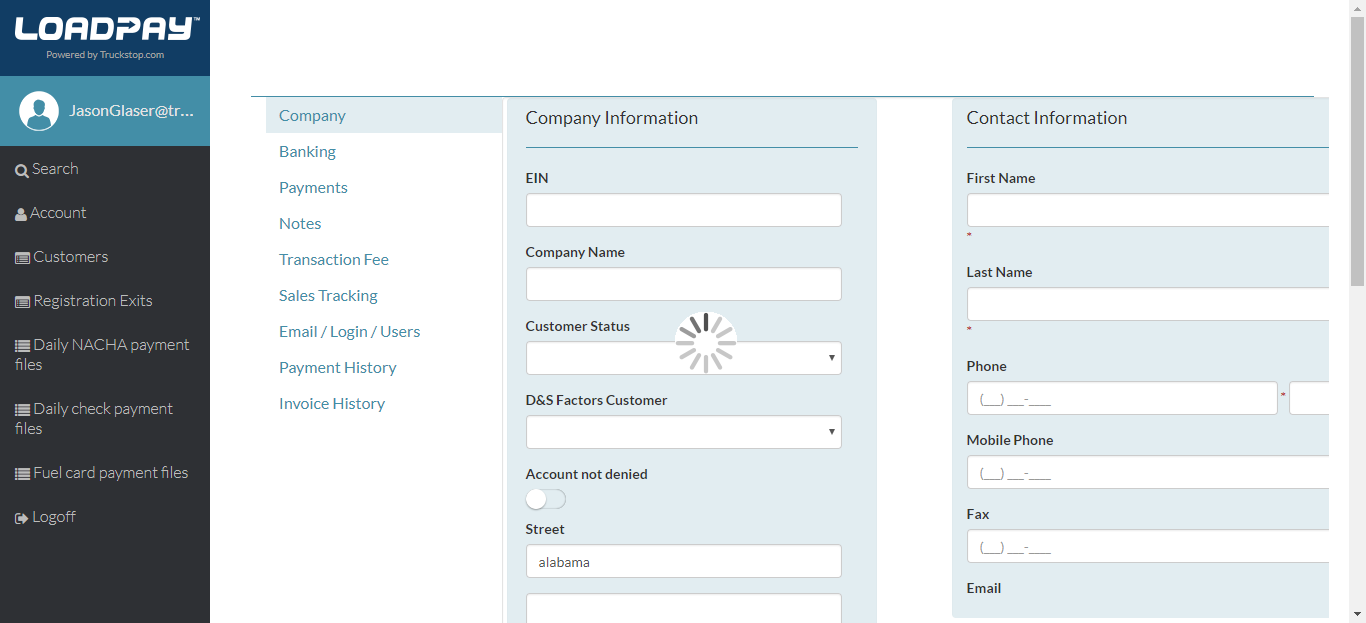 LOADPAY™
Powered by Truckstop.com
JasonGlaser@tr...
Search
Account
Customers
Registration Exits
Daily NACHA payment
files
Daily check payment
files
Fuel card payment files
Logoff
Company
Banking
Payments
Notes
Transaction Fee
Sales Tracking
Email / Login / Users
Payment History
Invoice History
Company Information
EIN
Company Name
Customer Status
D&S Factors Customer
Account not denied
Street
alabama
Contact Information
First Name
*
Last Name
*
Phone
(__) __-___ *
Mobile Phone
(__) __-___
Fax
(__) __-___
Email